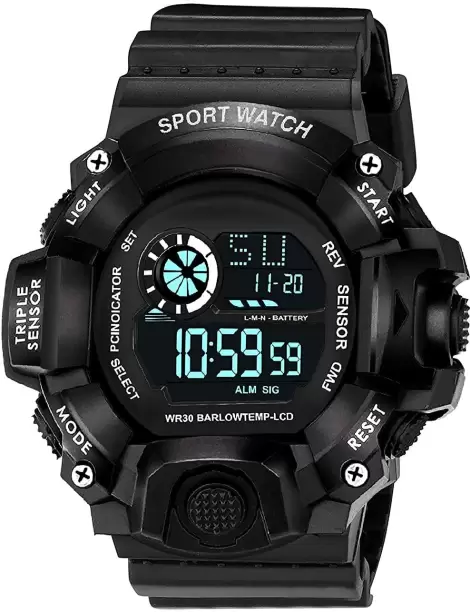 SPORT WATCH
LIGHT
START
SET
REV
SU
11-20
TRIPLE
SENSOR
PCINOICATOR
L-M-N - BATTERY
SENSOR
10:59 59
SELECT
FWD
ALM SIG
MODE
RESET
WR30 BARLOWTEMP-LCD